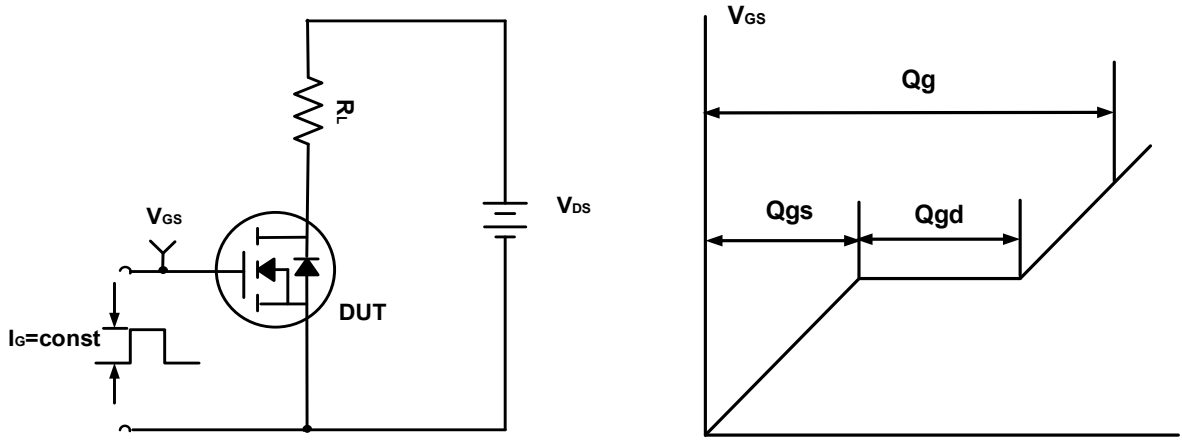 RL
VGS
VDS
DUT
IG=const
VGS
Qg
Qgs
Qgd